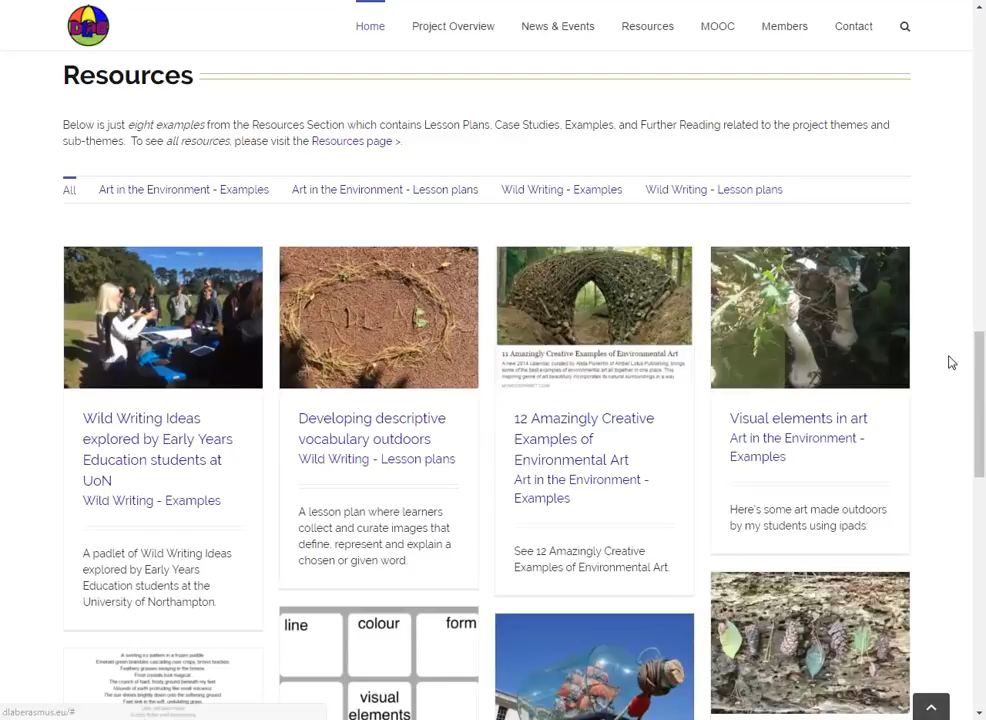 DLaB
Home Project Overview News & Events Resources MOOC Members Contact
Resources
Below is just eight examples from the Resources Section which contains Lesson Plans, Case Studies, Examples, and Further Reading related to the project themes and
sub-themes. To see all resources, please visit the Resources page >.
All Art in the Environment - Examples Art in the Environment - Lesson plans Wild Writing - Examples Wild Writing - Lesson plans
Wild Writing Ideas
explored by Early Years
Education students at
UoN
Wild Writing - Examples
A padlet of Wild Writing Ideas
explored by Early Years
Education students at the
University of Northampton.
Developing descriptive
vocabulary outdoors
Wild Writing - Lesson plans
A lesson plan where learners
collect and curate images that
define, represent and explain a
chosen or given word.
11 Amazingly Creative Examples of Environmental Art
12 Amazingly Creative
Examples of
Environmental Art
Art in the Environment -
Examples
See 12 Amazingly Creative
Examples of Environmental Art.
Visual elements in art
Art in the Environment -
Examples
Here's some art made outdoors
by my students using ipads:
line colour form
visual
elements
dlaberasmus.eu/#